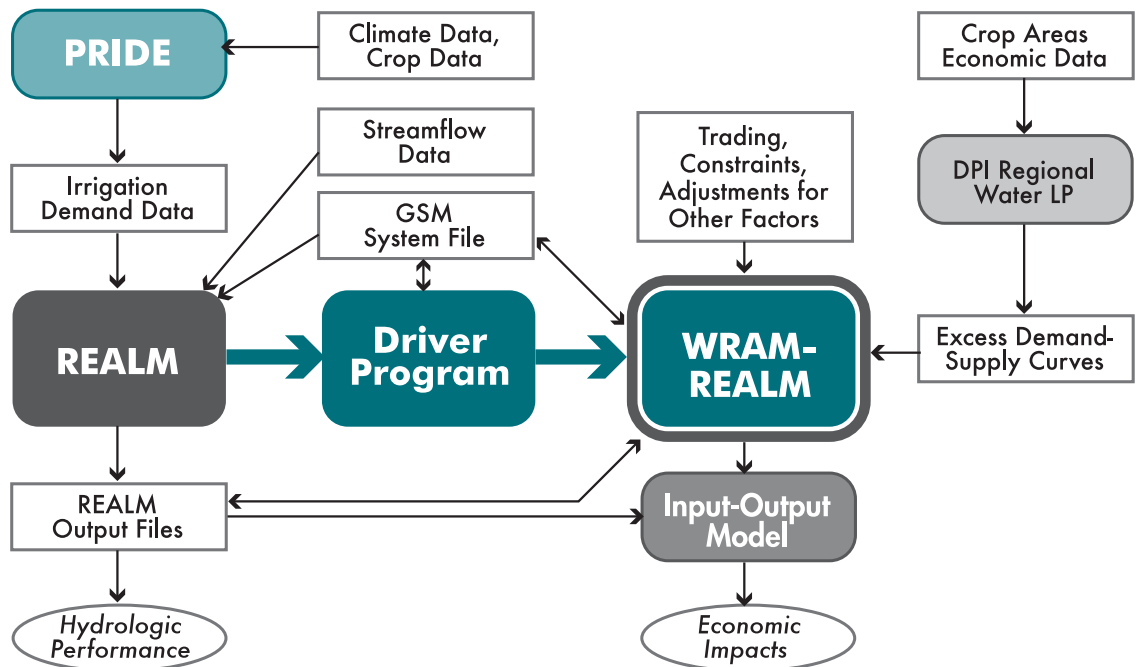 PRIDE
Climate Data,
Crop Data
Crop Areas
Economic Data
Streamflow
Data
Trading,
Constraints,
Adjustments for
Other Factors
DPI Regional
Water LP
Irrigation
Demand Data
GSM
System File
REALM
Driver
Program
WRAM-
REALM
Excess Demand-
Supply Curves
REALM
Output Files
Input-Output
Model
Hydrologic
Performance
Economic
Impacts